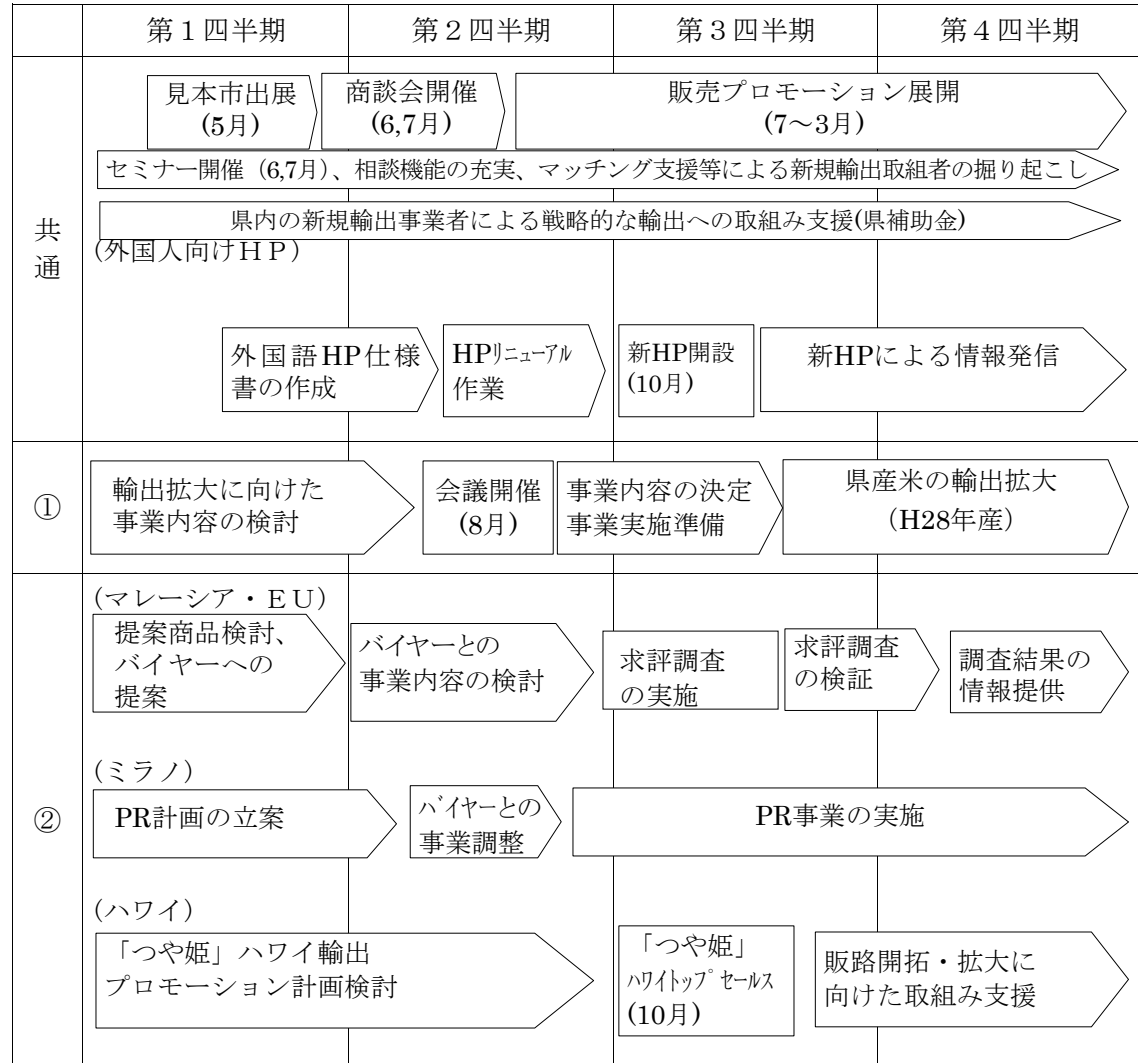 第１四半期
第２四半期
第３四半期
第４四半期
共通
見本市出展
(5月)
商談会開催
(6,7月)
販売プロモーション展開
(7～3月)
セミナー開催（6,7月）、相談機能の充実、マッチング支援等による新規輸出取組者の掘り起こし
県内の新規輸出事業者による戦略的な輸出への取組み支援(県補助金)
(外国人向けＨＰ)
外国語HP仕様
書の作成
HPﾘﾆｭｰｱﾙ
作業
新HP開設
(10月)
新HPによる情報発信
①
輸出拡大に向けた
事業内容の検討
会議開催
(8月)
事業内容の決定
事業実施準備
県産米の輸出拡大
（H28年産）
②
(マレーシア・ＥＵ)
提案商品検討、
バイヤーへの
提案
バイヤーとの
事業内容の検討
求評調査
の実施
求評調査
の検証
調査結果の
情報提供
(ミラノ)
PR計画の立案
ﾊﾞｲﾔｰとの
事業調整
PR事業の実施
(ハワイ)
「つや姫」ハワイ輸出
プロモーション計画検討
「つや姫」
ﾊﾜｲﾄｯﾌﾟｾｰﾙｽ
(10月)
販路開拓・拡大に
向けた取組み支援